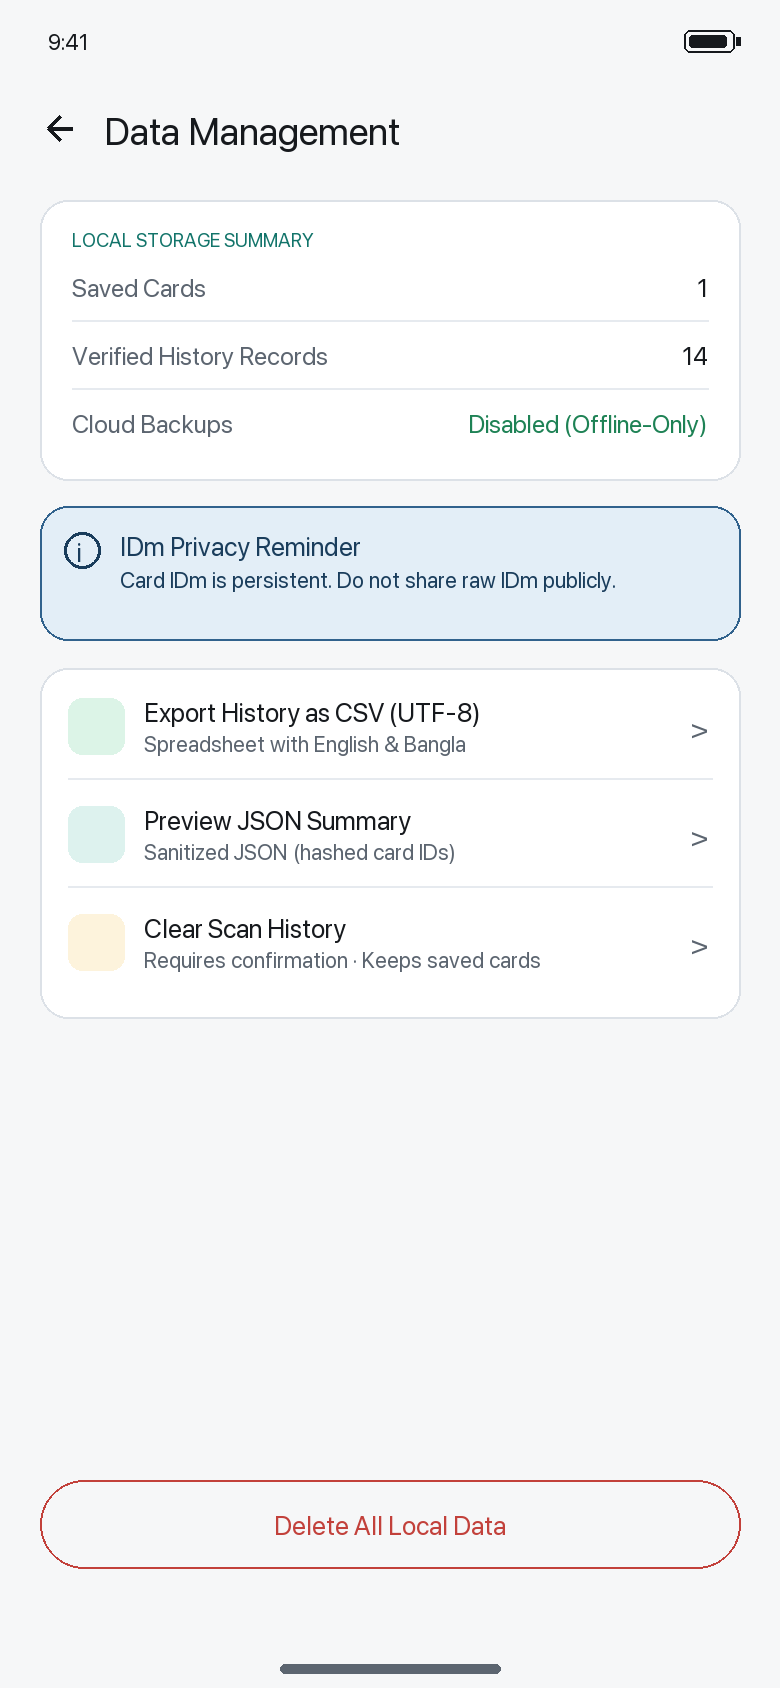 9:41
Data Management
LOCAL STORAGE SUMMARY
Saved Cards 1
Verified History Records 14
Cloud Backups Disabled (Offline-Only)
i
IDm Privacy Reminder
Card IDm is persistent. Do not share raw IDm publicly.
Export History as CSV (UTF-8)
Spreadsheet with English & Bangla
>
Preview JSON Summary
Sanitized JSON (hashed card IDs)
>
Clear Scan History
Requires confirmation · Keeps saved cards
>
Delete All Local Data